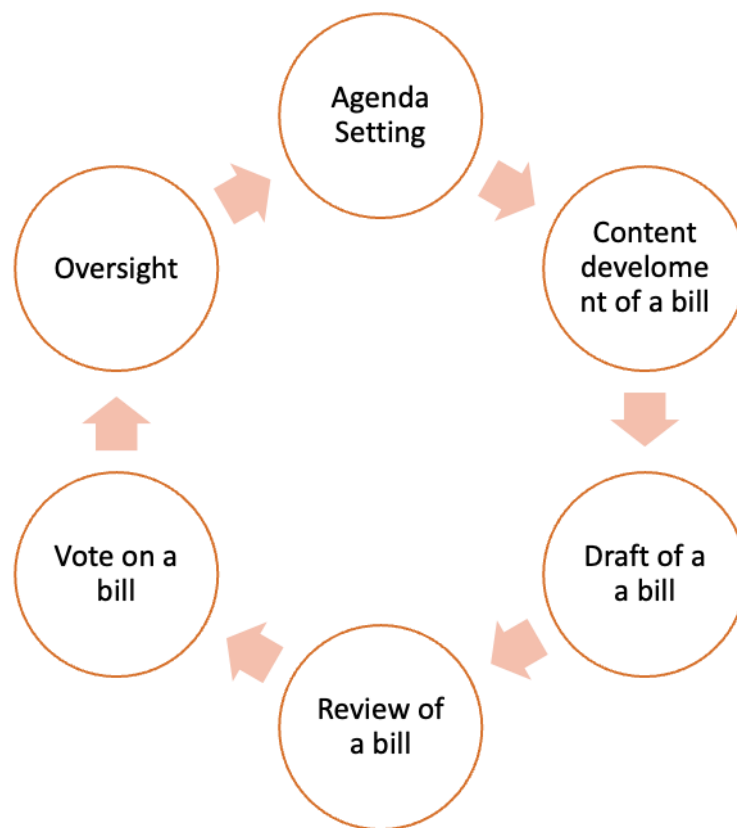 Agenda
Setting
Content
develome
nt of a bill
Draft of a
a bill
Review of
a bill
Vote on a
bill
Oversight